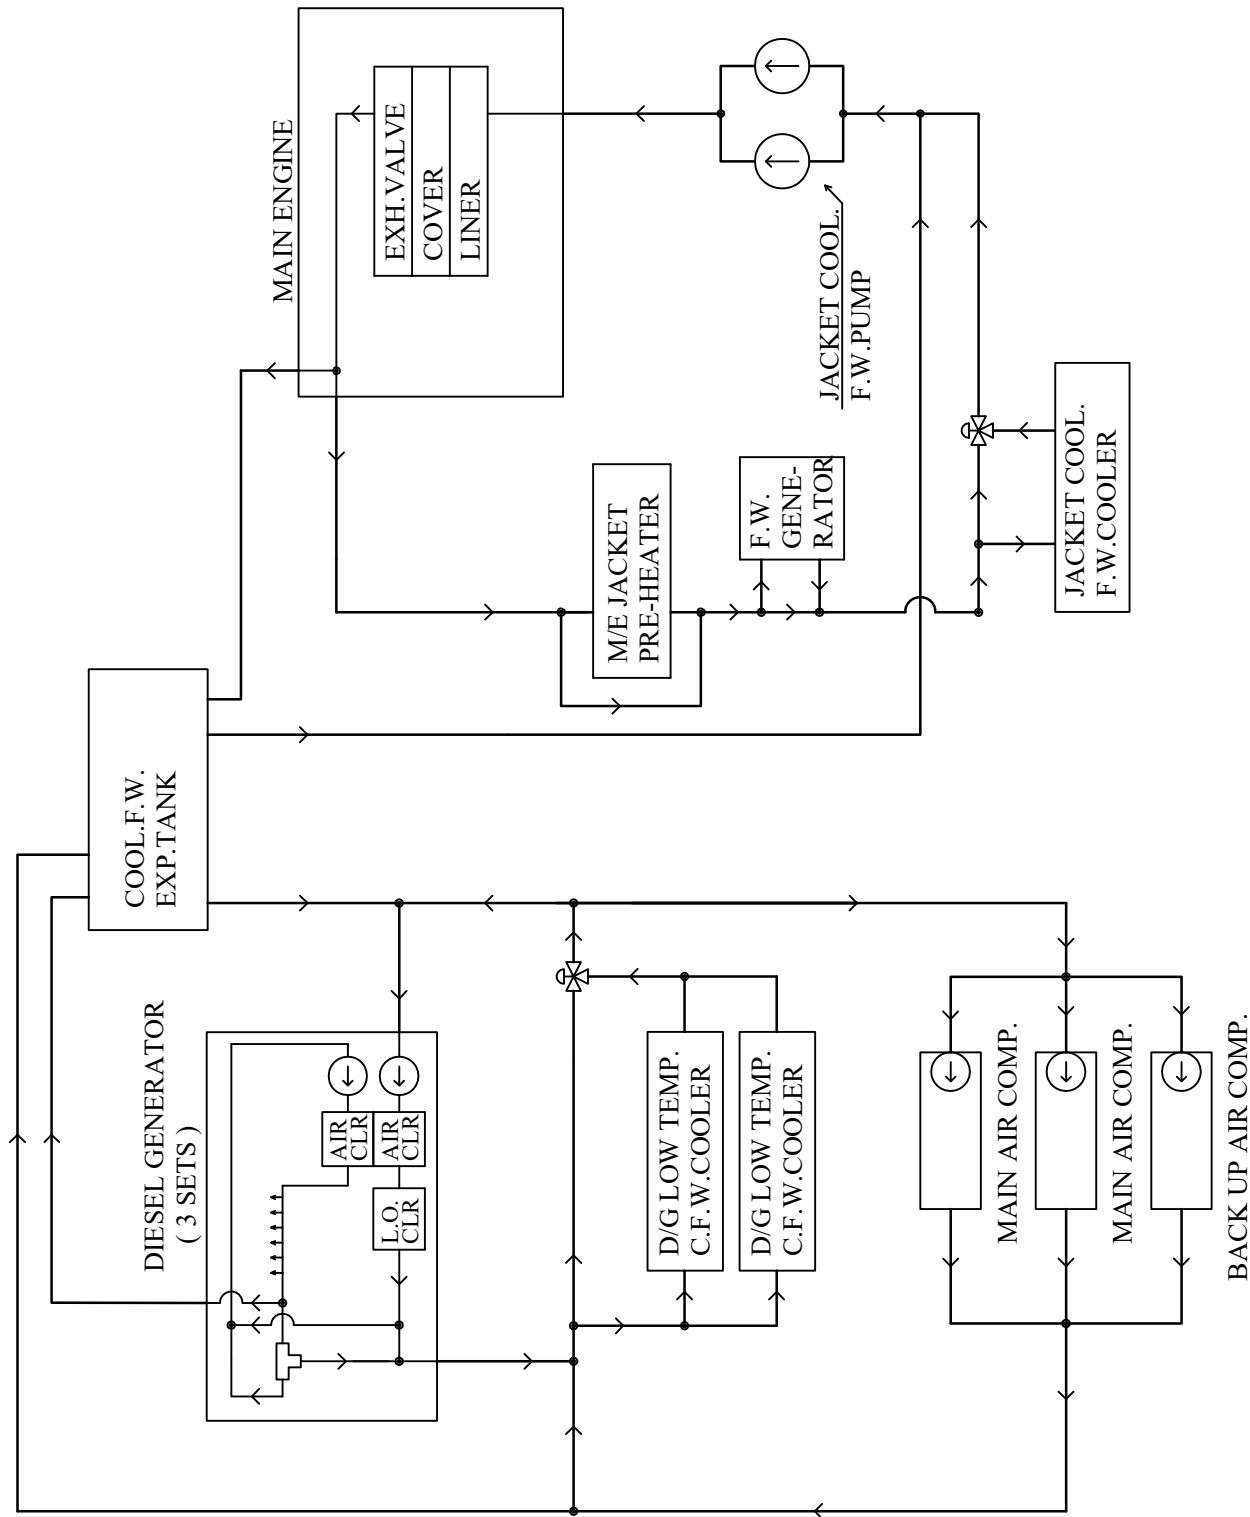 MAIN ENGINE
EXH.VALVE
COVER
LINER
JACKET COOL.
F.W.PUMP
M/E JACKET
PRE-HEATER
F.W.
GENE-
RATOR
JACKET COOL.
F.W.COOLER
COOL.F.W.
EXP.TANK
DIESEL GENERATOR
( 3 SETS )
AIR
CLR
AIR
CLR
L.O.
CLR
D/G LOW TEMP.
C.F.W.COOLER
D/G LOW TEMP.
C.F.W.COOLER
MAIN AIR COMP.
MAIN AIR COMP.
BACK UP AIR COMP.